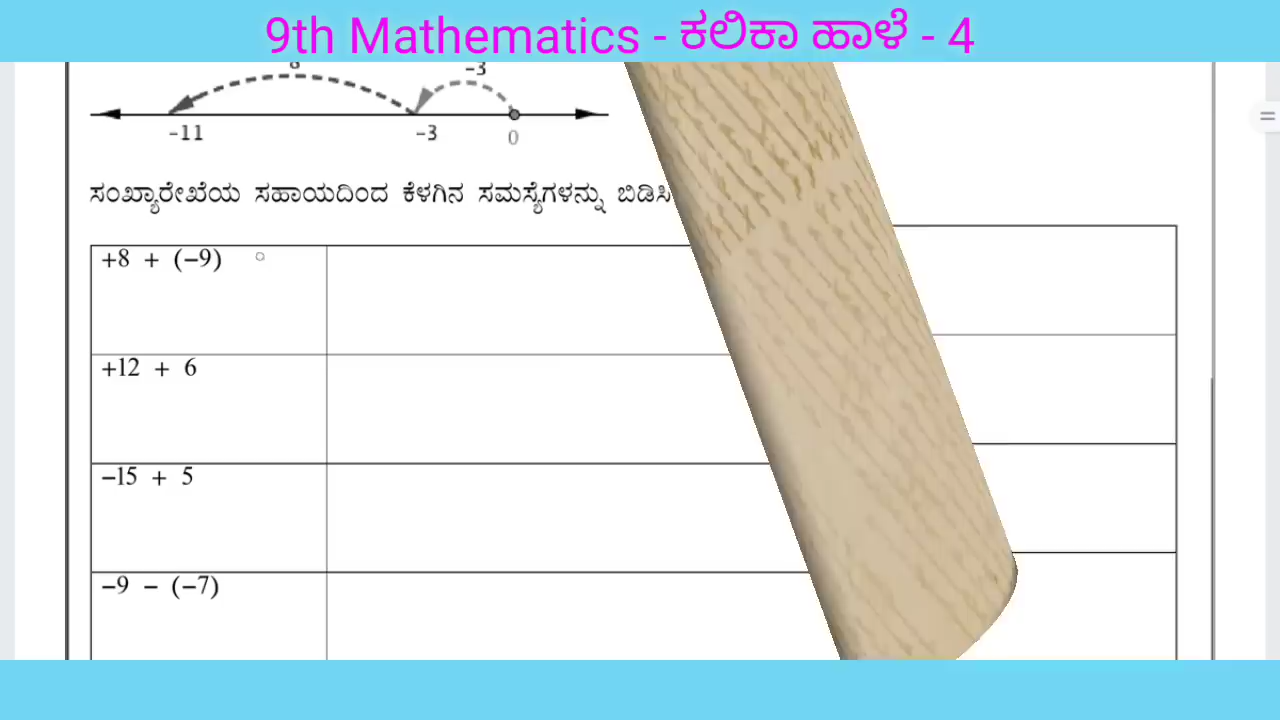 9th Mathematics - ಕಲಿಕಾ ಹಾಳೆ - 4
-3
-11
-3
0
ಸಂಖ್ಯಾರೇಖೆಯ ಸಹಾಯದಿಂದ ಕೆಳಗಿನ ಸಮಸ್ಯೆಗಳನ್ನು
+8 + (−9)
+12 + 6
−15 + 5
−9 − (−7)